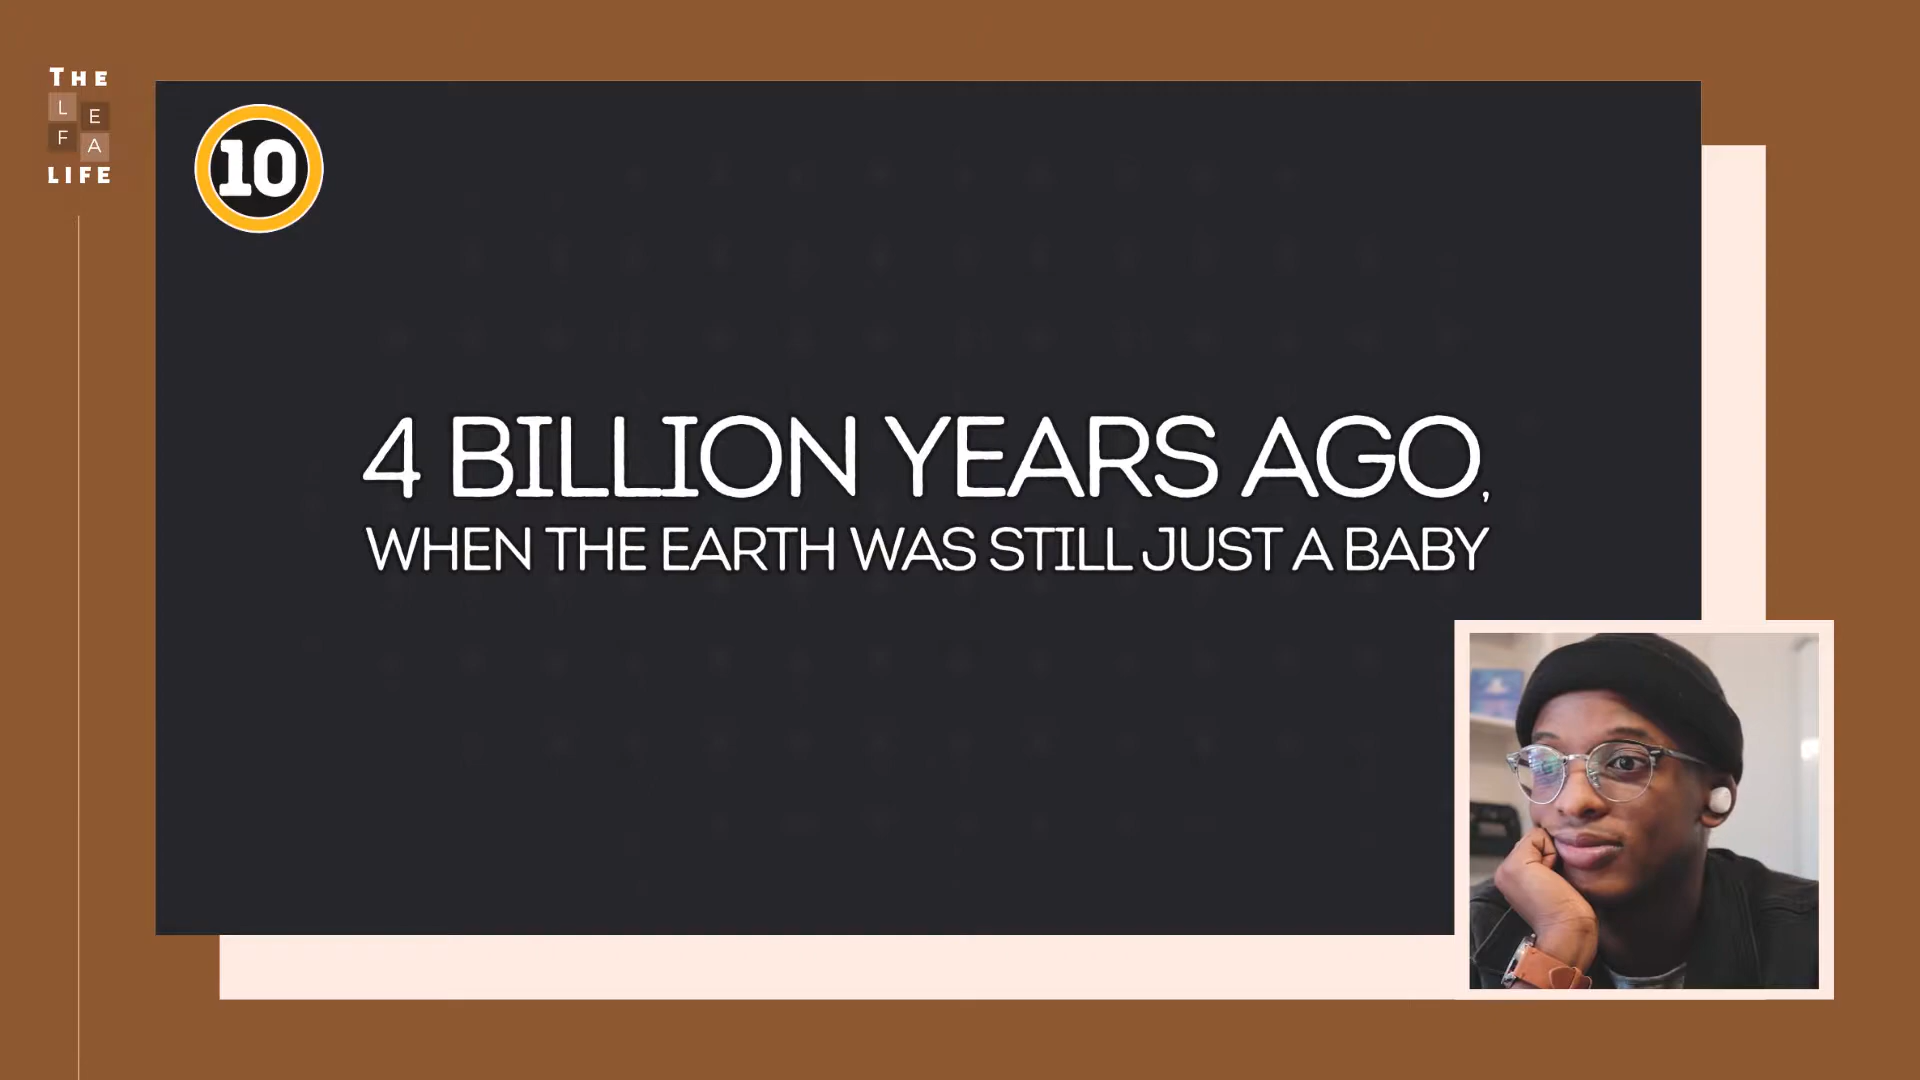 THE
L E
F A
LIFE
10
4 BILLION YEARS AGO,
WHEN THE EARTH WAS STILL JUST A BABY